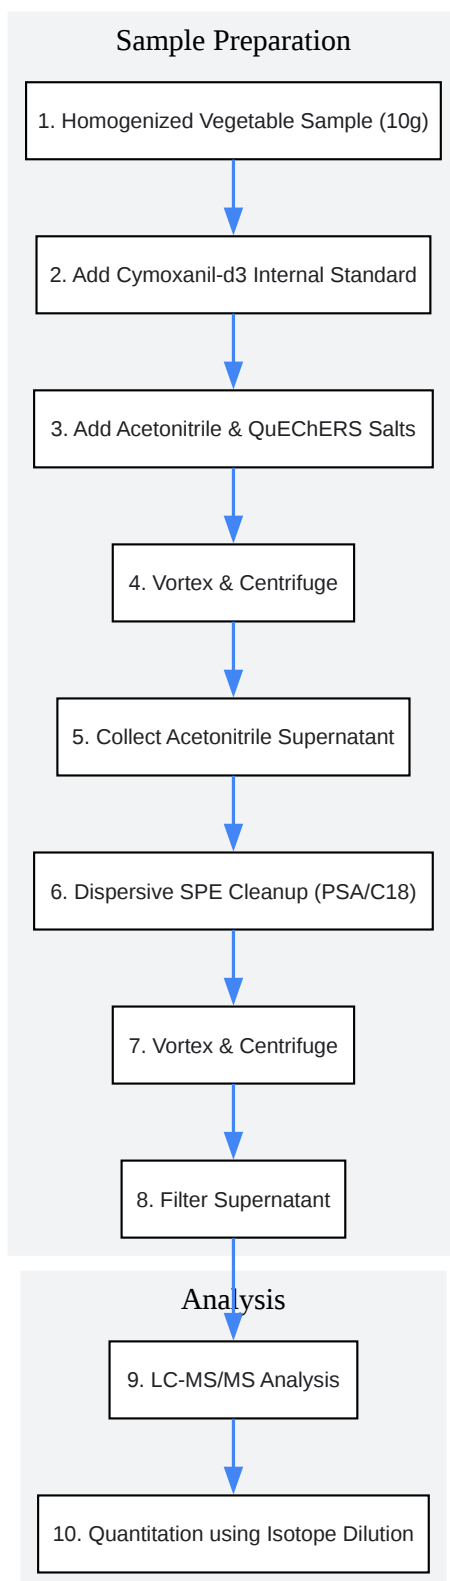 Sample Preparation
1. Homogenized Vegetable Sample (10g)
2. Add Cymoxanil-d3 Internal Standard
3. Add Acetonitrile & QuEChERS Salts
4. Vortex & Centrifuge
5. Collect Acetonitrile Supernatant
6. Dispersive SPE Cleanup (PSA/C18)
7. Vortex & Centrifuge
8. Filter Supernatant
Analysis
9. LC-MS/MS Analysis
10. Quantitation using Isotope Dilution